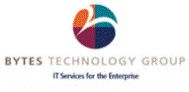 BYTES TECHNOLOGY GROUP
IT Services for the Enterprise